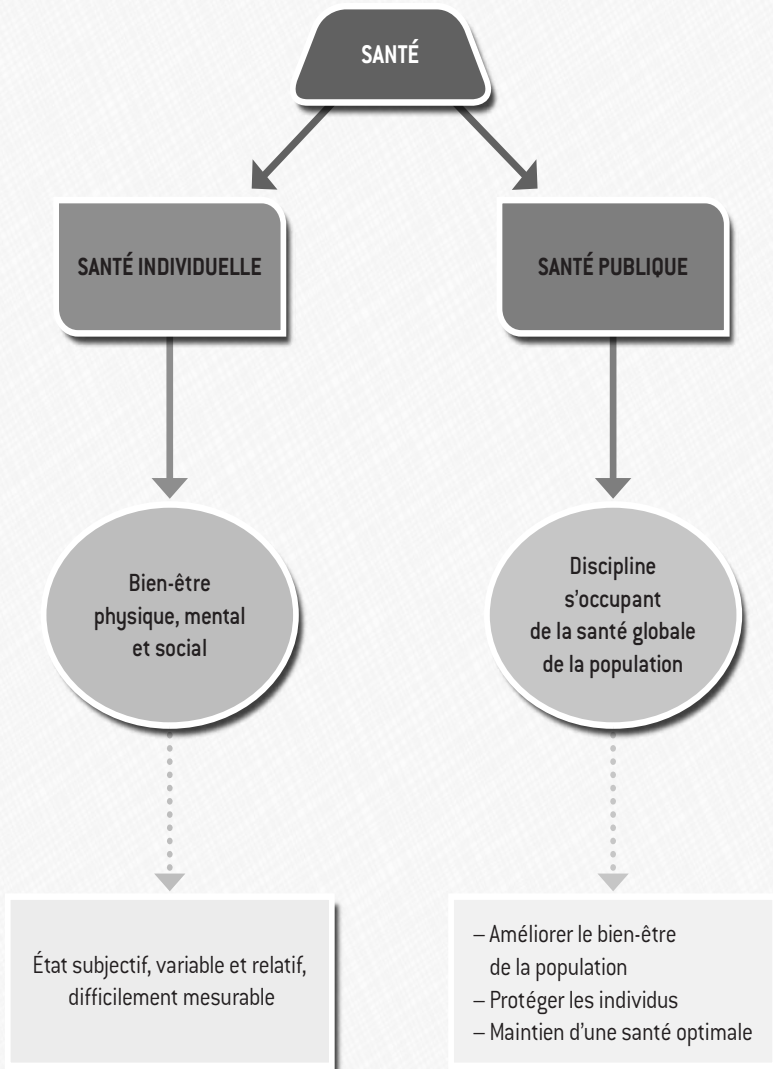 SANTÉ
SANTÉ INDIVIDUELLE
SANTÉ PUBLIQUE
Bien-être
physique, mental
et social
Discipline
s’occupant
de la santé globale
de la population
État subjectif, variable et relatif,
difficilement mesurable
– Améliorer le bien-être
de la population
– Protéger les individus
– Maintien d’une santé optimale